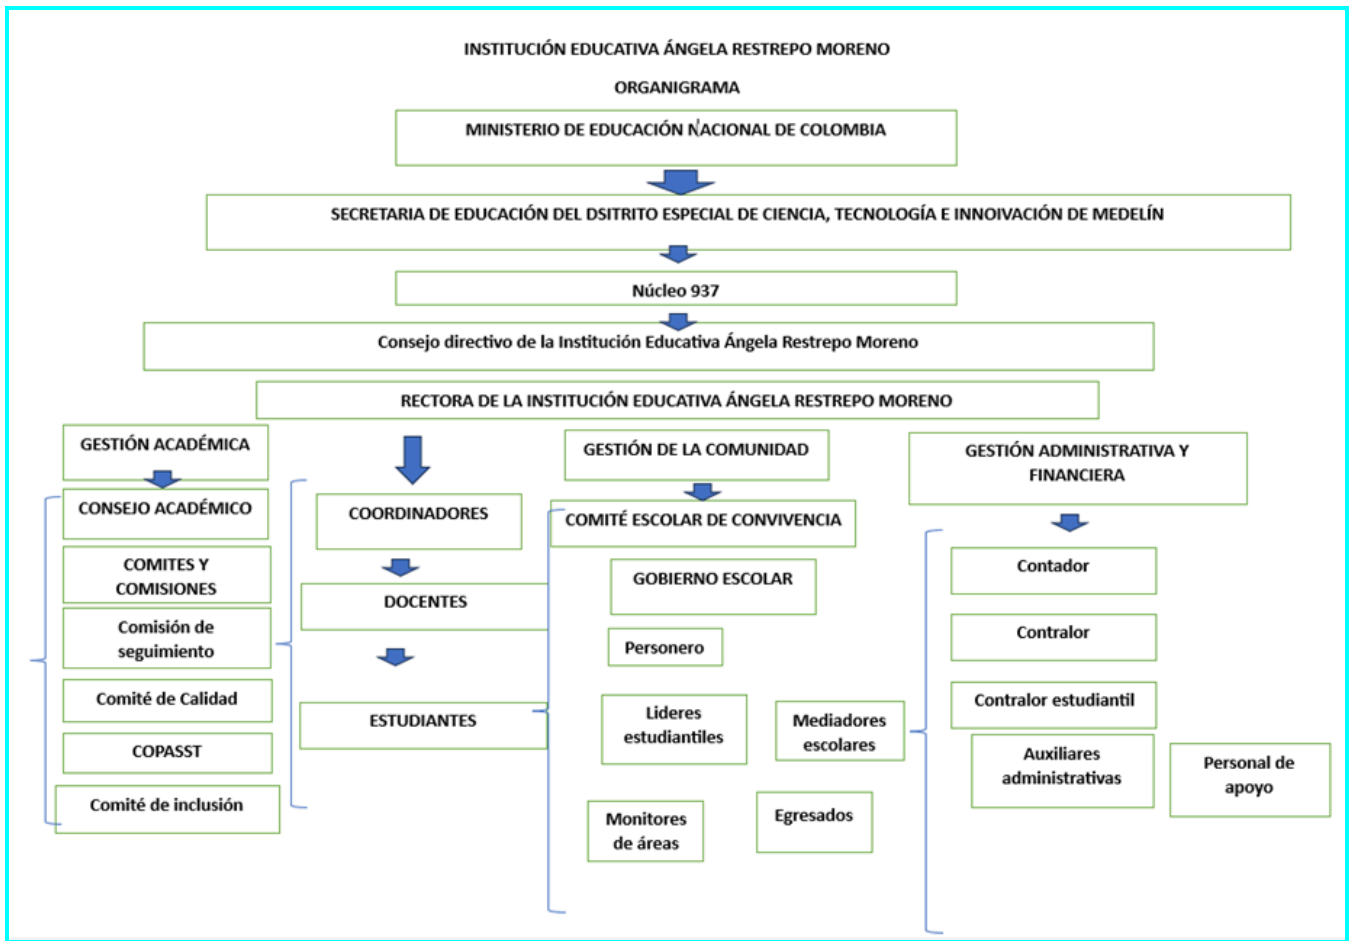 INSTITUCIÓN EDUCATIVA ÁNGELA RESTREPO MORENO
ORGANIGRAMA
MINISTERIO DE EDUCACIÓN NACIONAL DE COLOMBIA
SECRETARIA DE EDUCACIÓN DEL DSITRITO ESPECIAL DE CIENCIA, TECNOLOGÍA E INNOIVACIÓN DE MEDELÍN
Núcleo 937
Consejo directivo de la Institución Educativa Ángela Restrepo Moreno
RECTORA DE LA INSTITUCIÓN EDUCATIVA ÁNGELA RESTREPO MORENO
GESTIÓN ACADÉMICA
CONSEJO ACADÉMICO
COMITES Y
COMISIONES
Comisión de
seguimiento
Comité de Calidad
COPASST
Comité de inclusión
COORDINADORES
DOCENTES
ESTUDIANTES
GESTIÓN DE LA COMUNIDAD
COMITÉ ESCOLAR DE CONVIVENCIA
GOBIERNO ESCOLAR
Personero
Lideres
estudiantiles
Mediadores
escolares
Monitores
de áreas
Egresados
GESTIÓN ADMINISTRATIVA Y
FINANCIERA
Contador
Contralor
Contralor estudiantil
Auxiliares
administrativas
Personal de
apoyo